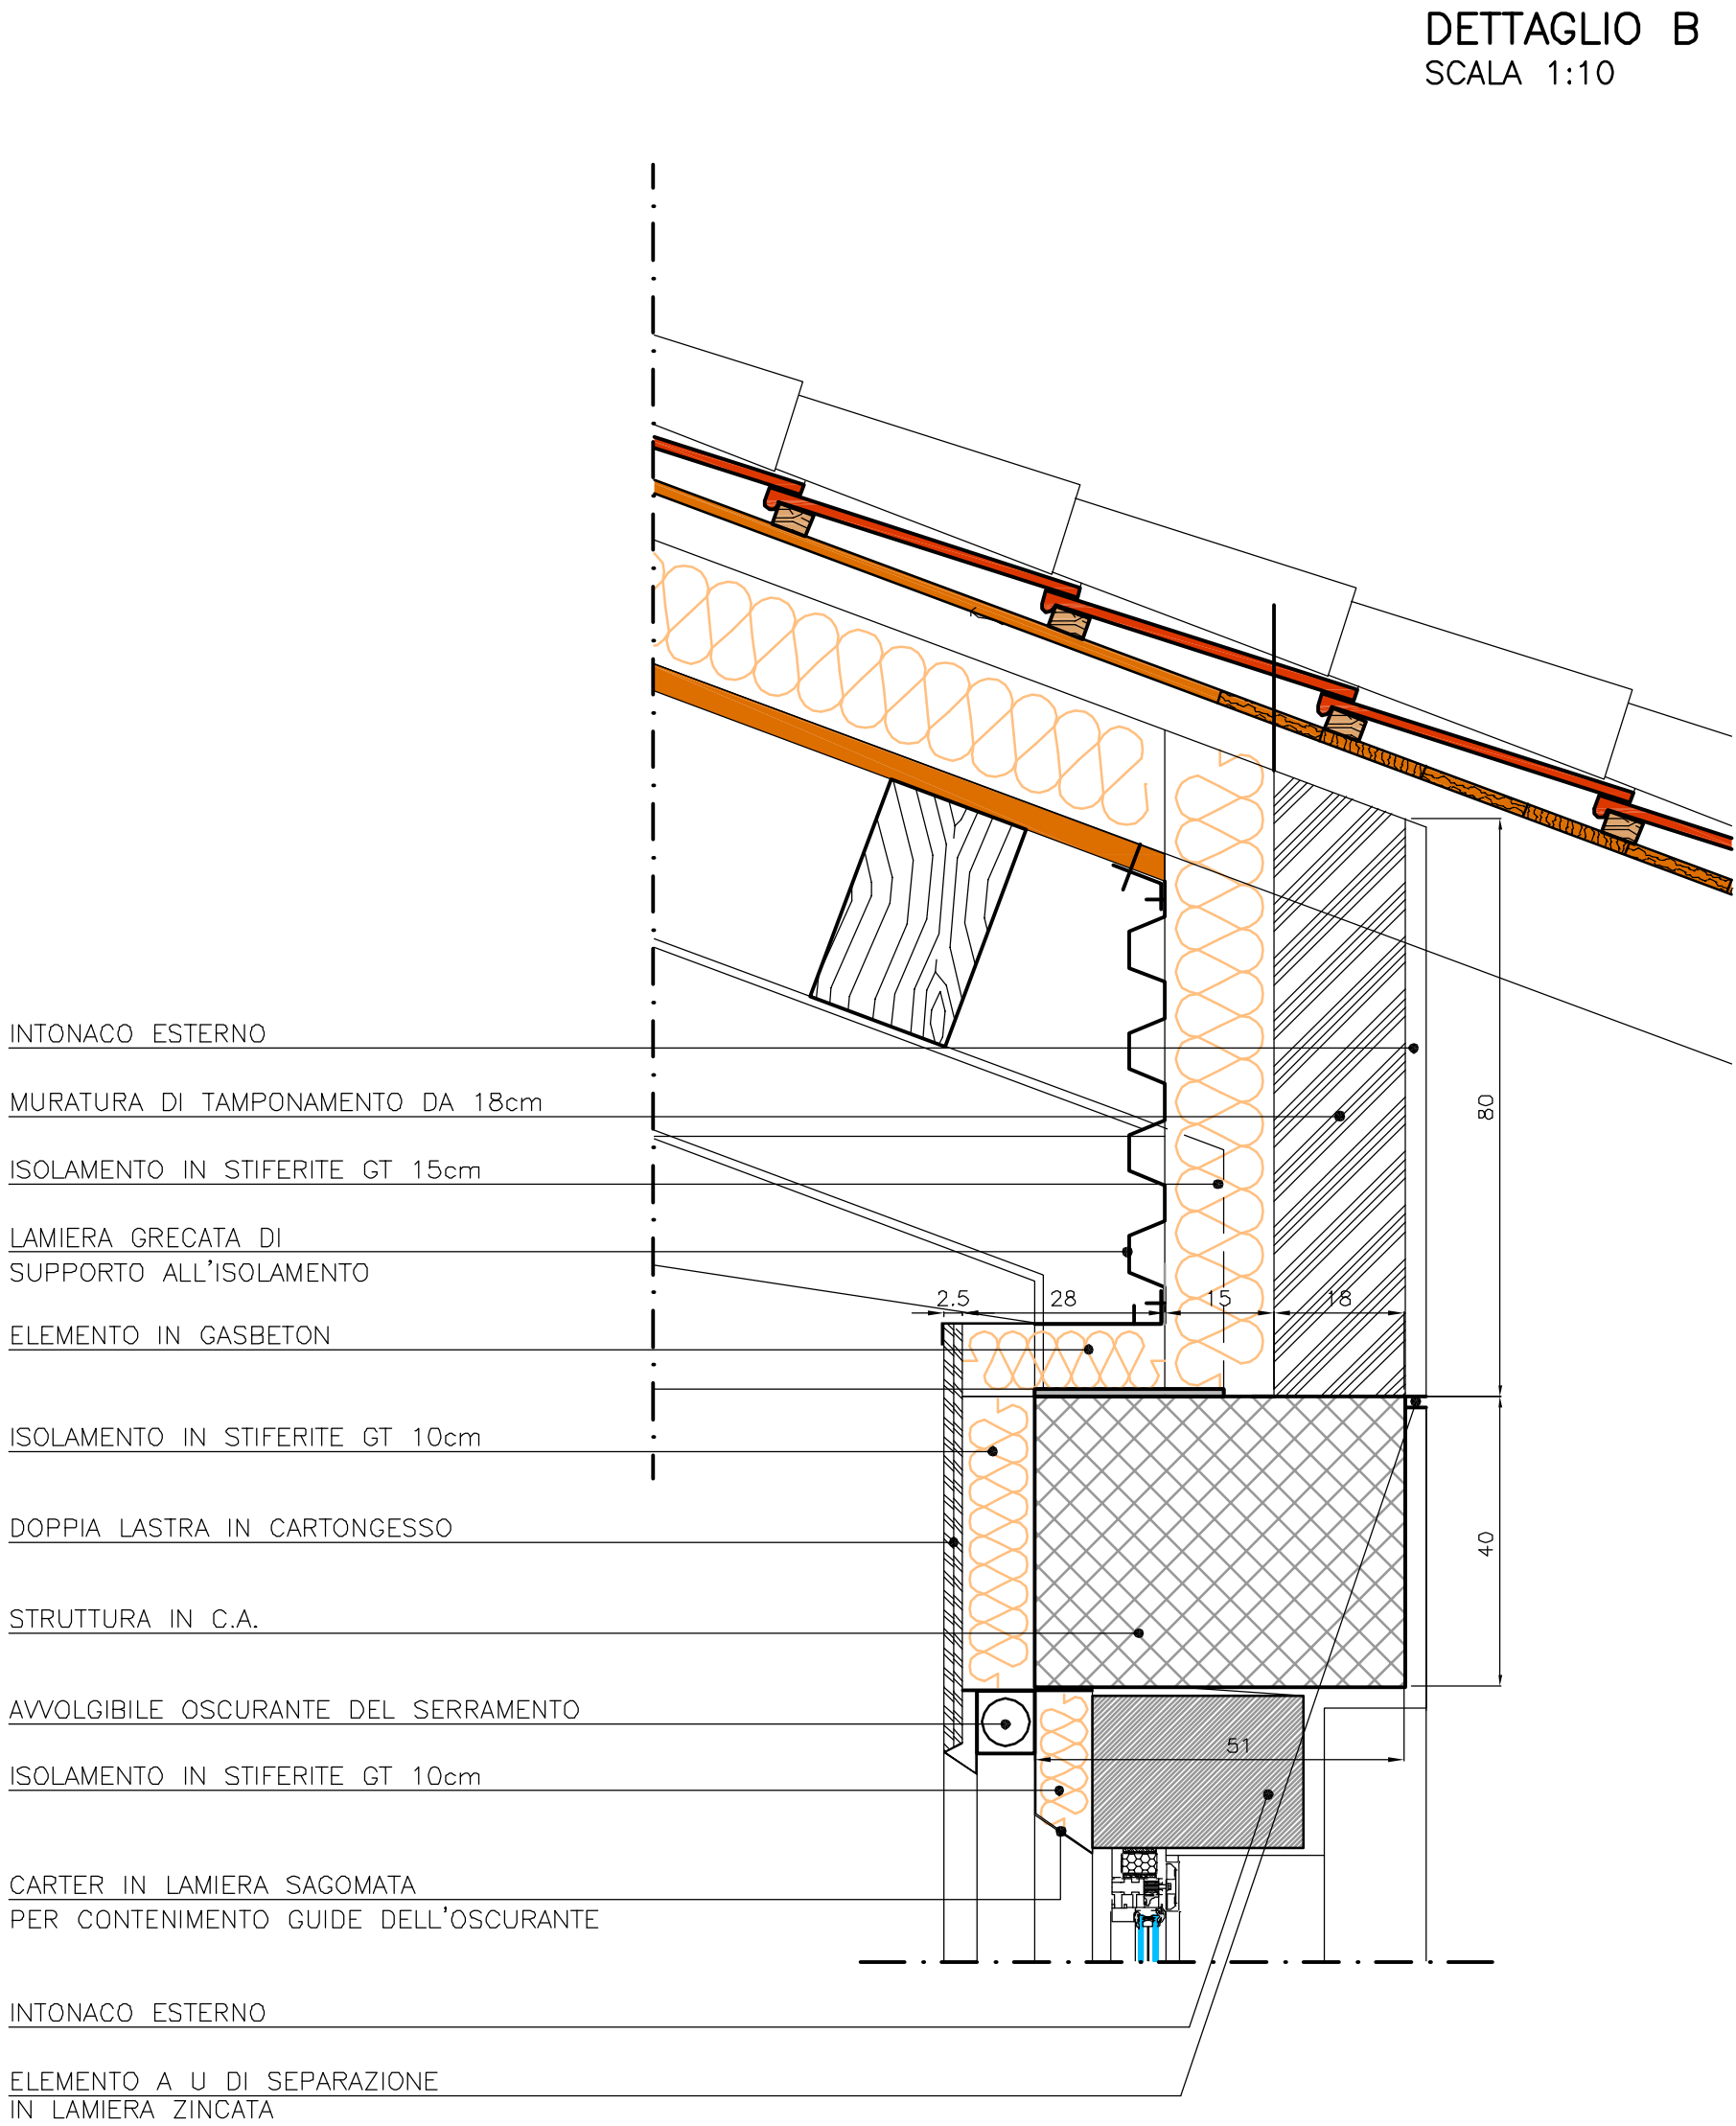 DETTAGLIO B
SCALA 1:10
INTONACO ESTERNO
MURATURA DI TAMPONAMENTO DA 18cm
80
ISOLAMENTO IN STIFERITE GT 15cm
LAMIERA GRECATA DI
SUPPORTO ALL'ISOLAMENTO
2.5 28 15 18
ELEMENTO IN GASBETON
ISOLAMENTO IN STIFERITE GT 10cm
DOPPIA LASTRA IN CARTONGESSO
40
STRUTTURA IN C.A.
AVVOLGIBILE OSCURANTE DEL SERRAMENTO
51
ISOLAMENTO IN STIFERITE GT 10cm
CARTER IN LAMIERA SAGOMATA
PER CONTENIMENTO GUIDE DELL'OSCURANTE
INTONACO ESTERNO
ELEMENTO A U DI SEPARAZIONE
IN LAMIERA ZINCATA